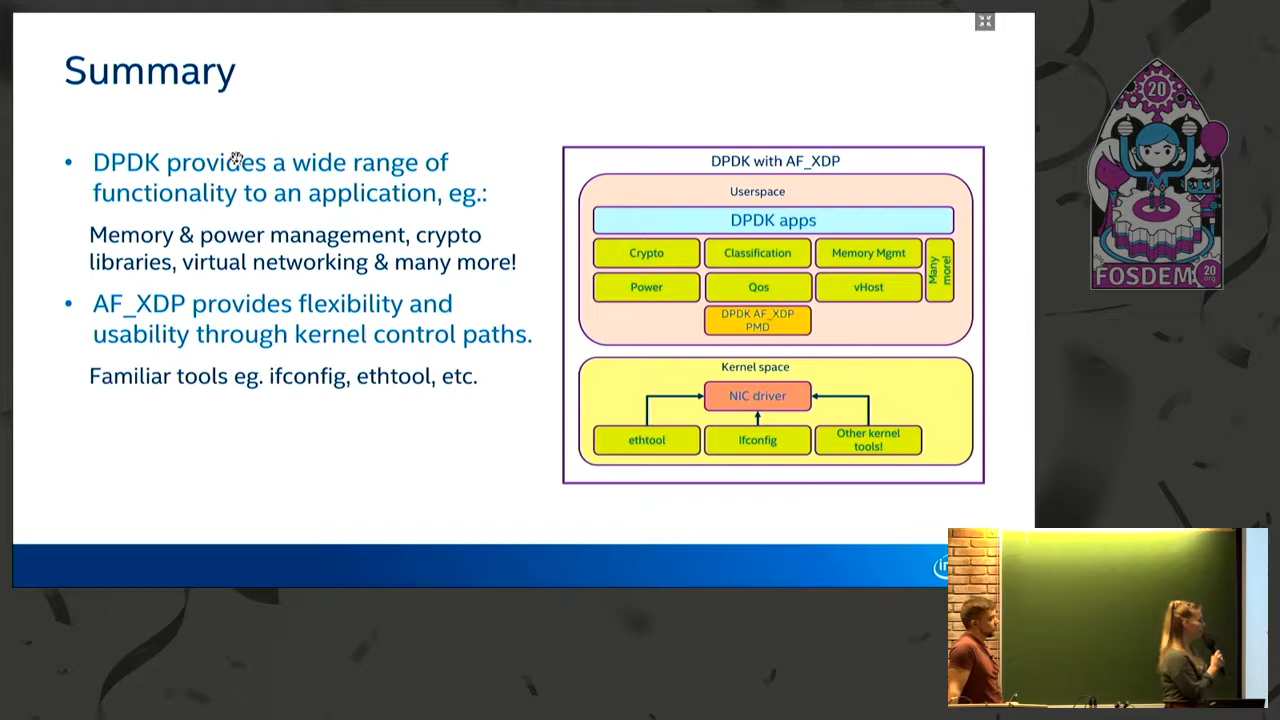 Summary
• DPDK provides a wide range of
functionality to an application, eg.:
Memory & power management, crypto
libraries, virtual networking & many more!
• AF_XDP provides flexibility and
usability through kernel control paths.
Familiar tools eg. ifconfig, ethtool, etc.
DPDK with AF_XDP
Userspace
DPDK apps
Crypto
Classification
Memory Mgmt
Many
more!
Power
Qos
vHost
DPDK AF_XDP
PMD
Kernel space
NIC driver
ethtool
Ifconfig
Other kernel
tools!
20
FOSDEM
20
.org